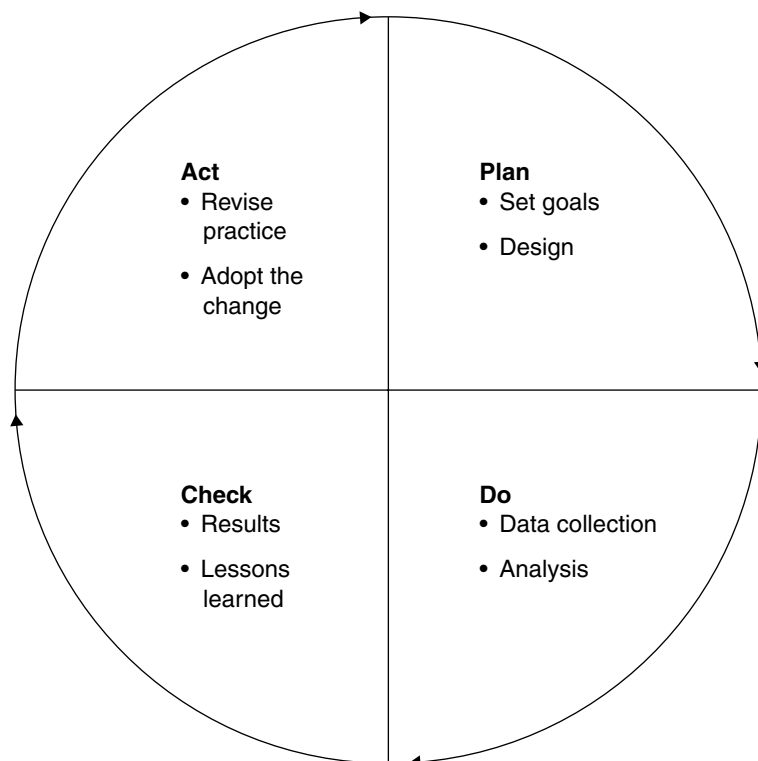 Act
• Revise
practice
• Adopt the
change
Plan
• Set goals
• Design
Check
• Results
• Lessons
learned
Do
• Data collection
• Analysis